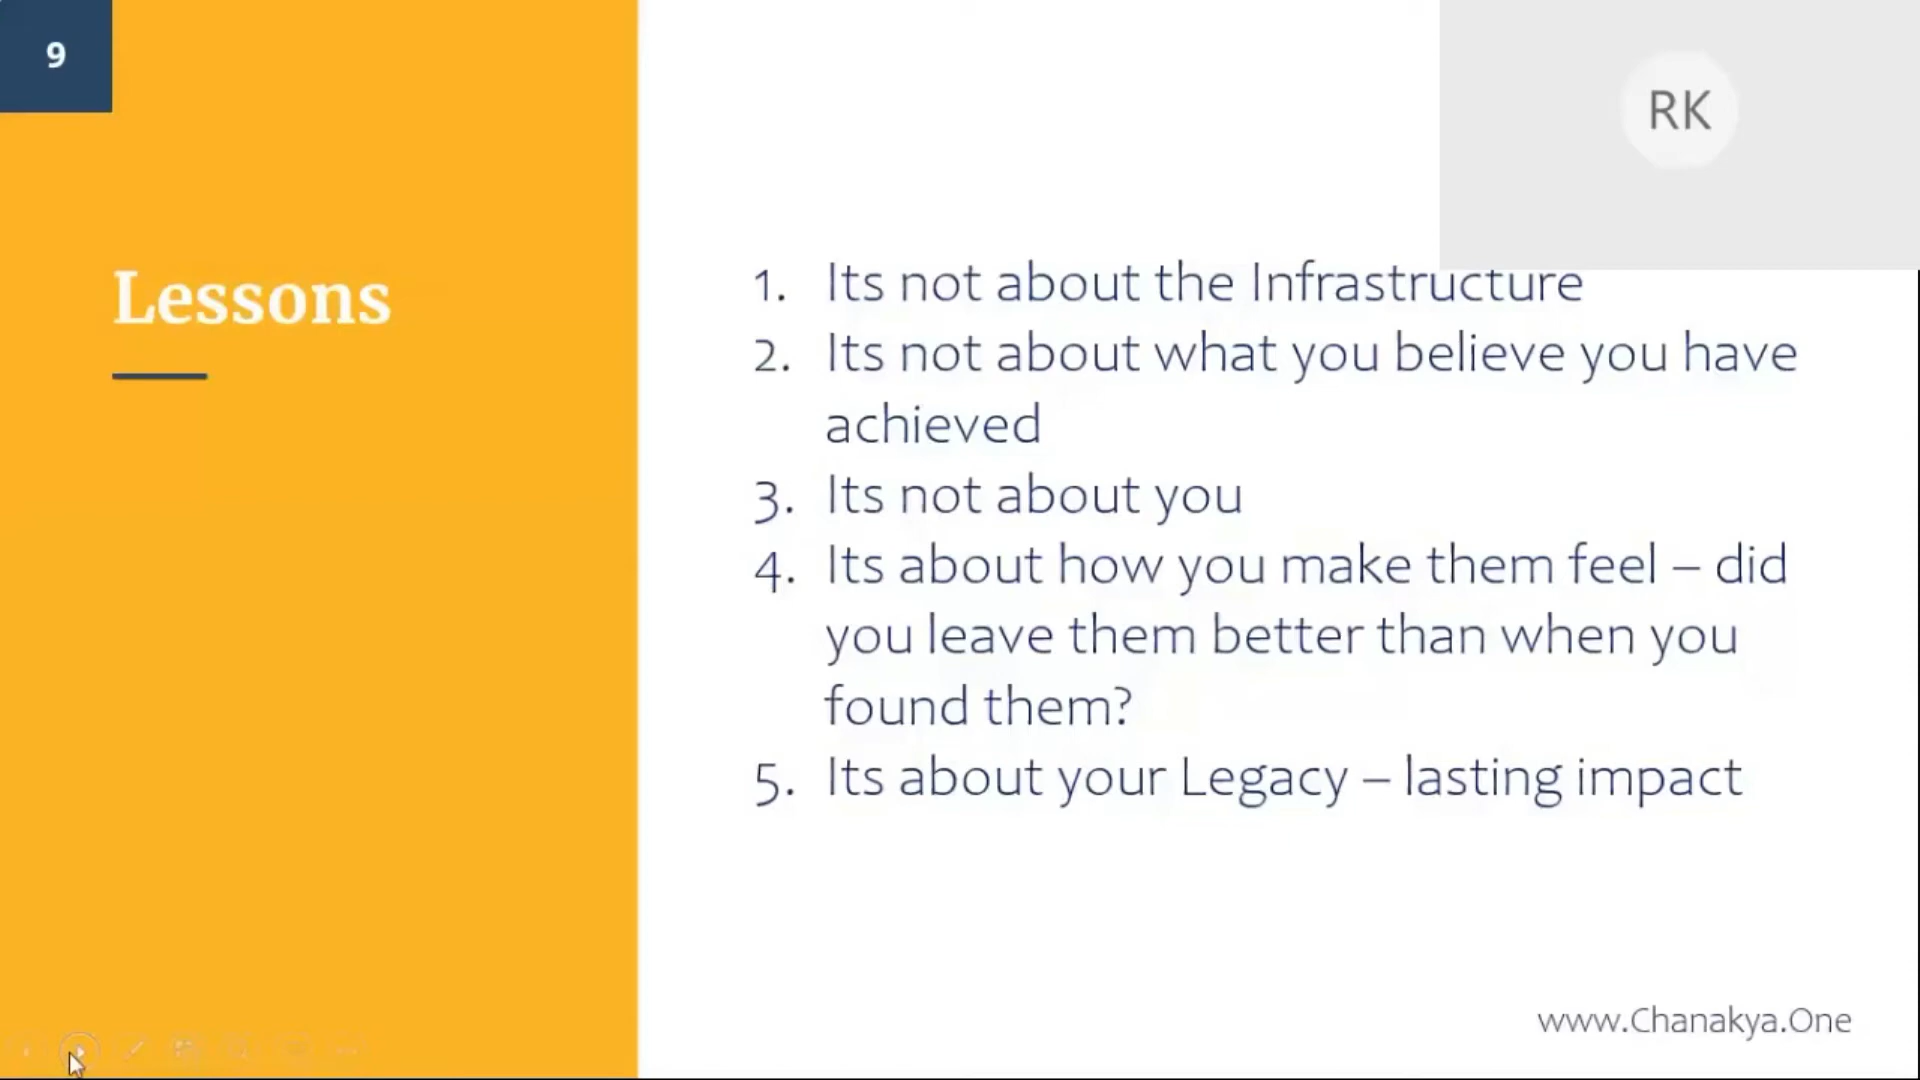 9
RK
Lessons
1. Its not about the Infrastructure
2. Its not about what you believe you have
achieved
3. Its not about you
4. Its about how you make them feel – did
you leave them better than when you
found them?
5. Its about your Legacy – lasting impact
www.Chanakya.One